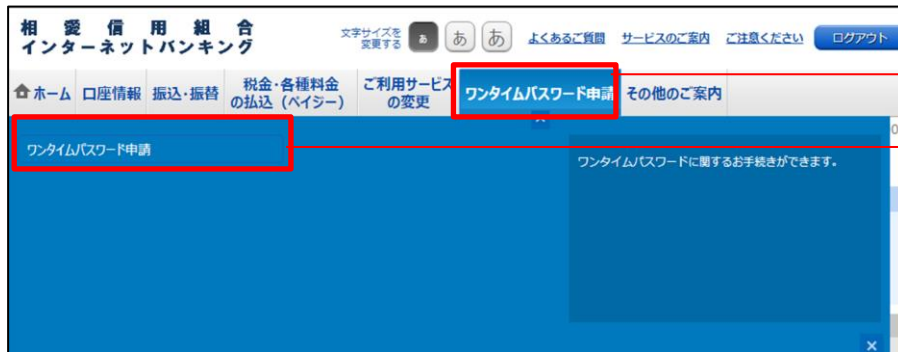 相愛信用組合
インターネットバンキング
文字サイズを
変更する
あ あ あ
よくあるご質問 サービスのご案内 ご注意ください ログアウト
ホーム 口座情報 振込・振替 税金・各種料金
の払込（ペイジー） ご利用サービス
の変更 ワンタイムパスワード申請 その他のご案内
ワンタイムパスワード申請
ワンタイムパスワードに関するお手続きができます。